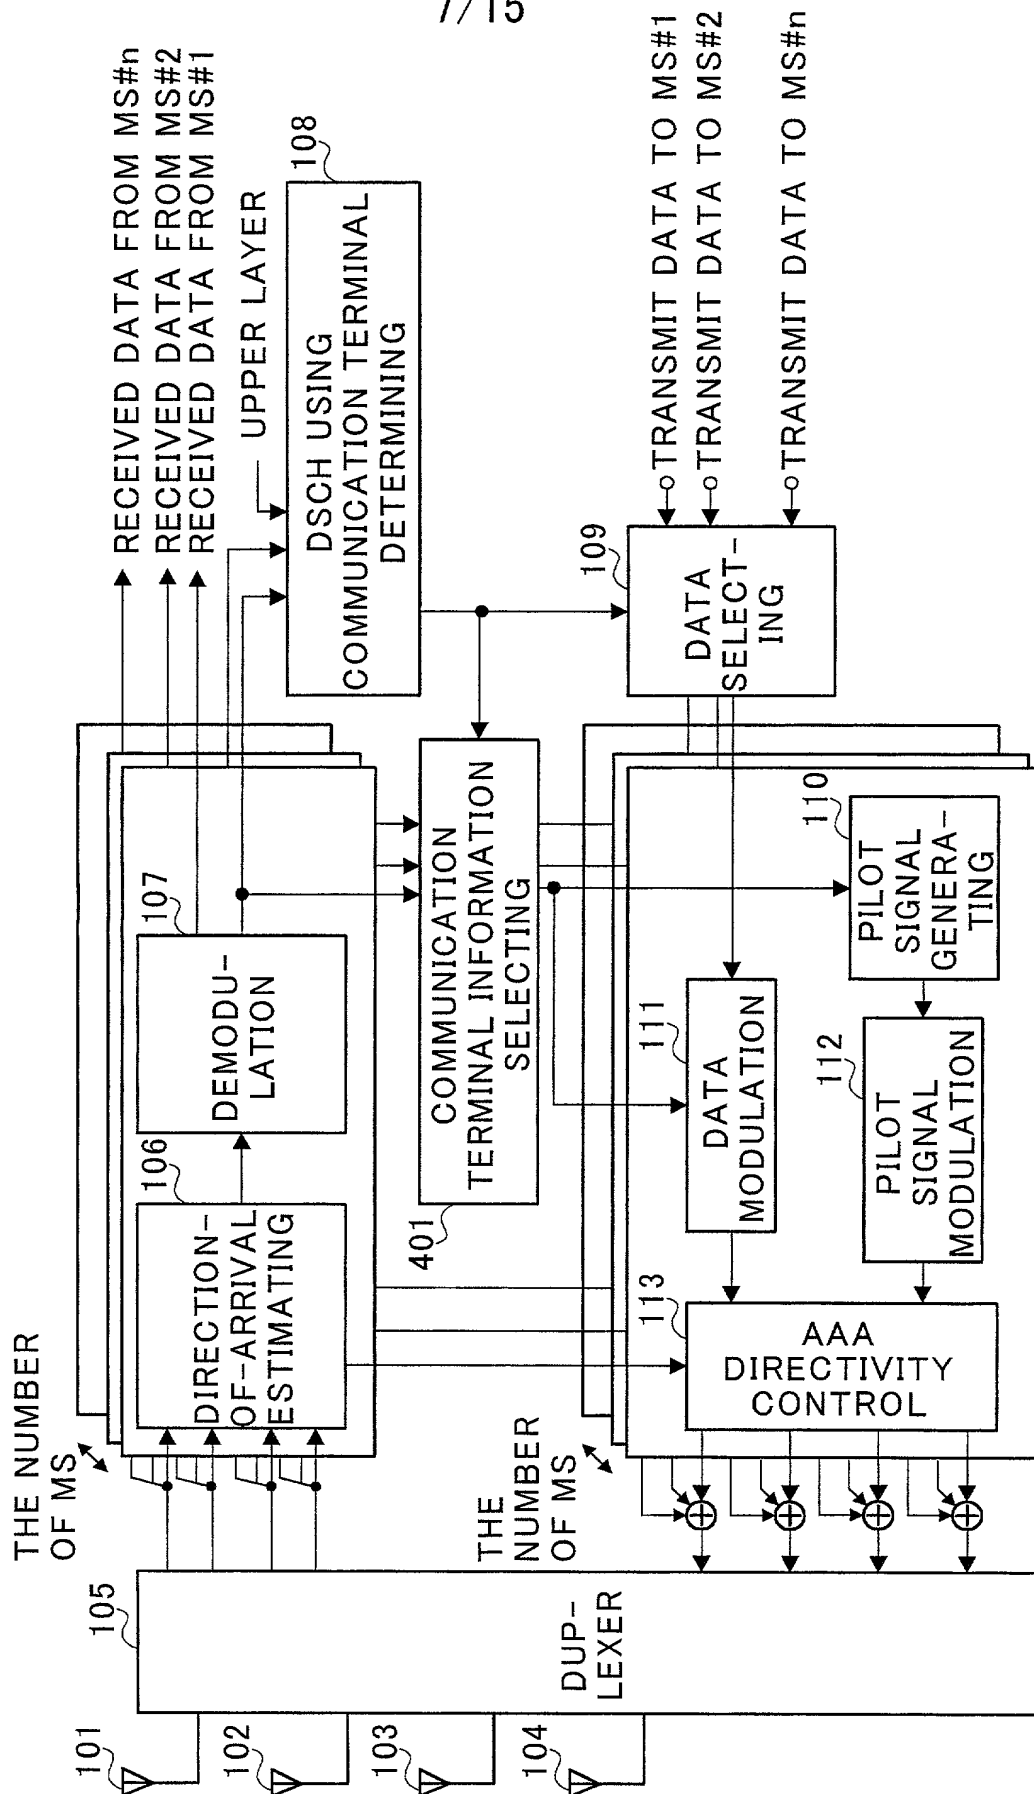 7/15
RECEIVED DATA FROM MS#n
RECEIVED DATA FROM MS#2
RECEIVED DATA FROM MS#1
UPPER LAYER
108
DSCH USING
COMMUNICATION TERMINAL
DETERMINING
TRANSMIT DATA TO MS#1
TRANSMIT DATA TO MS#2
TRANSMIT DATA TO MS#n
109
DATA
SELECT-
ING
107
DEMODU-
LATION
106
DIRECTION-
OF-ARRIVAL
ESTIMATING
THE NUMBER
OF MS
COMMUNICATION
TERMINAL INFORMATION
SELECTING
401
110
PILOT
SIGNAL
GENERA-
TING
111
DATA
MODULATION
112
PILOT
SIGNAL
MODULATION
113
AAA
DIRECTIVITY
CONTROL
THE
NUMBER
OF MS
105
DUP-
LEXER
101
102
103
104